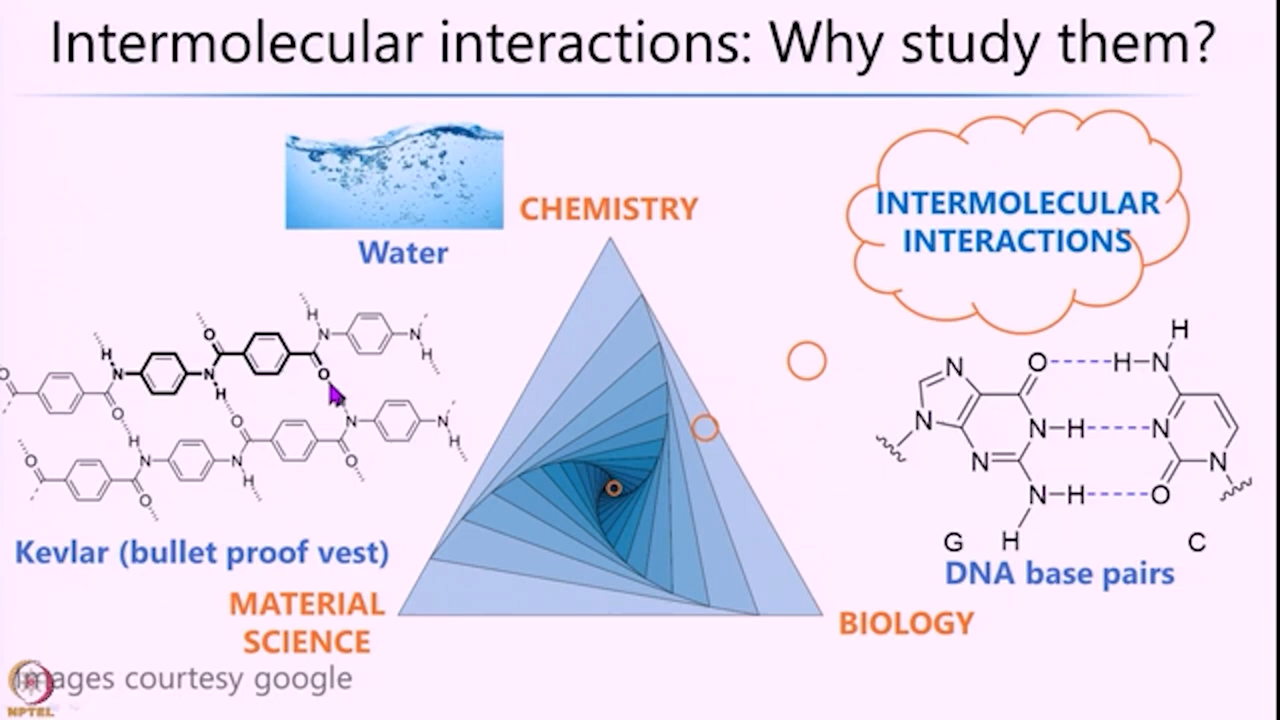 Intermolecular interactions: Why study them?
CHEMISTRY
Water
INTERMOLECULAR
INTERACTIONS
H
N
O
N
H
O
H
N
N
H
O
O
H
N
O
N
H
O
N
H
O
O
N
H
O
H
N
N
O
H
N
H
N
N
H
N
N
N
H
O
N
H
G
C
Kevlar (bullet proof vest)
DNA base pairs
MATERIAL
SCIENCE
BIOLOGY
Images courtesy google
NPTEL